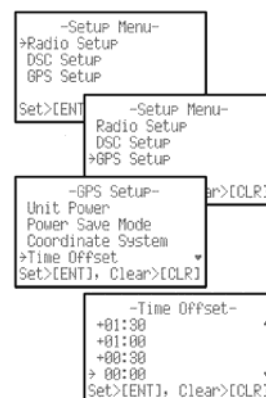 -Setup Menu-
→Radio Setup
DSC Setup
GPS Setup
Set>[ENT
-Setup Menu-
Radio Setup
DSC Setup
→GPS Setup
ar>[CLR]
-GPS Setup-
Unit Power
Power Save Mode
Coordinate System
→Time Offset
Set>[ENT], Clear>[CLR]
-Time Offset-
+01:30
+01:00
+00:30
→ 00:00
Set>[ENT], Clear>[CLR]